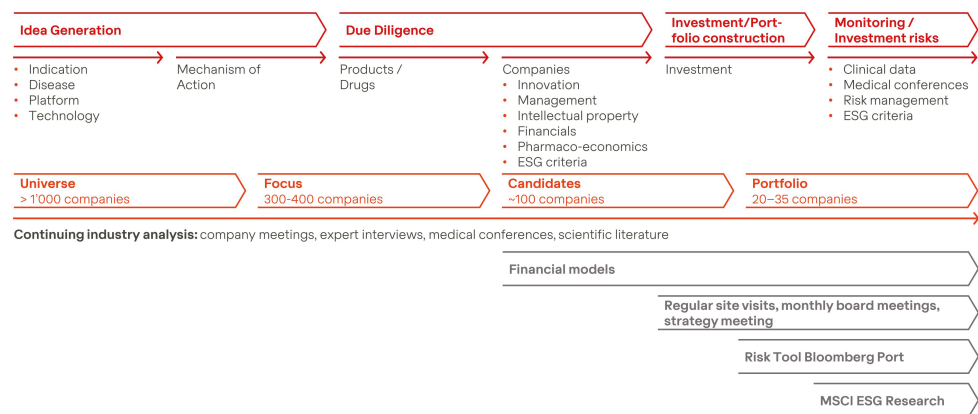 Idea Generation
Due Diligence
Investment/Port-
folio construction
Monitoring /
Investment risks
• Indication
• Disease
• Platform
• Technology
Mechanism of
Action
Products /
Drugs
Companies
• Innovation
• Management
• Intellectual property
• Financials
• Pharmaco-economics
• ESG criteria
Investment
• Clinical data
• Medical conferences
• Risk management
• ESG criteria
Universe
> 1'000 companies
Focus
300-400 companies
Candidates
~100 companies
Portfolio
20–35 companies
Continuing industry analysis: company meetings, expert interviews, medical conferences, scientific literature
Financial models
Regular site visits, monthly board meetings,
strategy meeting
Risk Tool Bloomberg Port
MSCI ESG Research